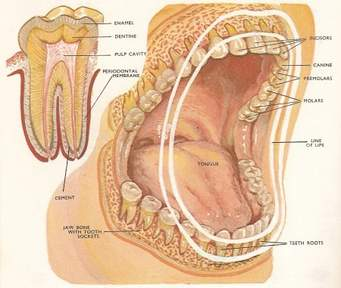 ENAMEL
DENTINE
PULP CAVITY
PERIODONTAL
MEMBRANE
CEMENT
JAW BONE
WITH TOOTH
SOCKETS
TONGUE
INCISORS
CANINE
PREMOLARS
MOLARS
LINE
OF LIPS
TEETH ROOTS